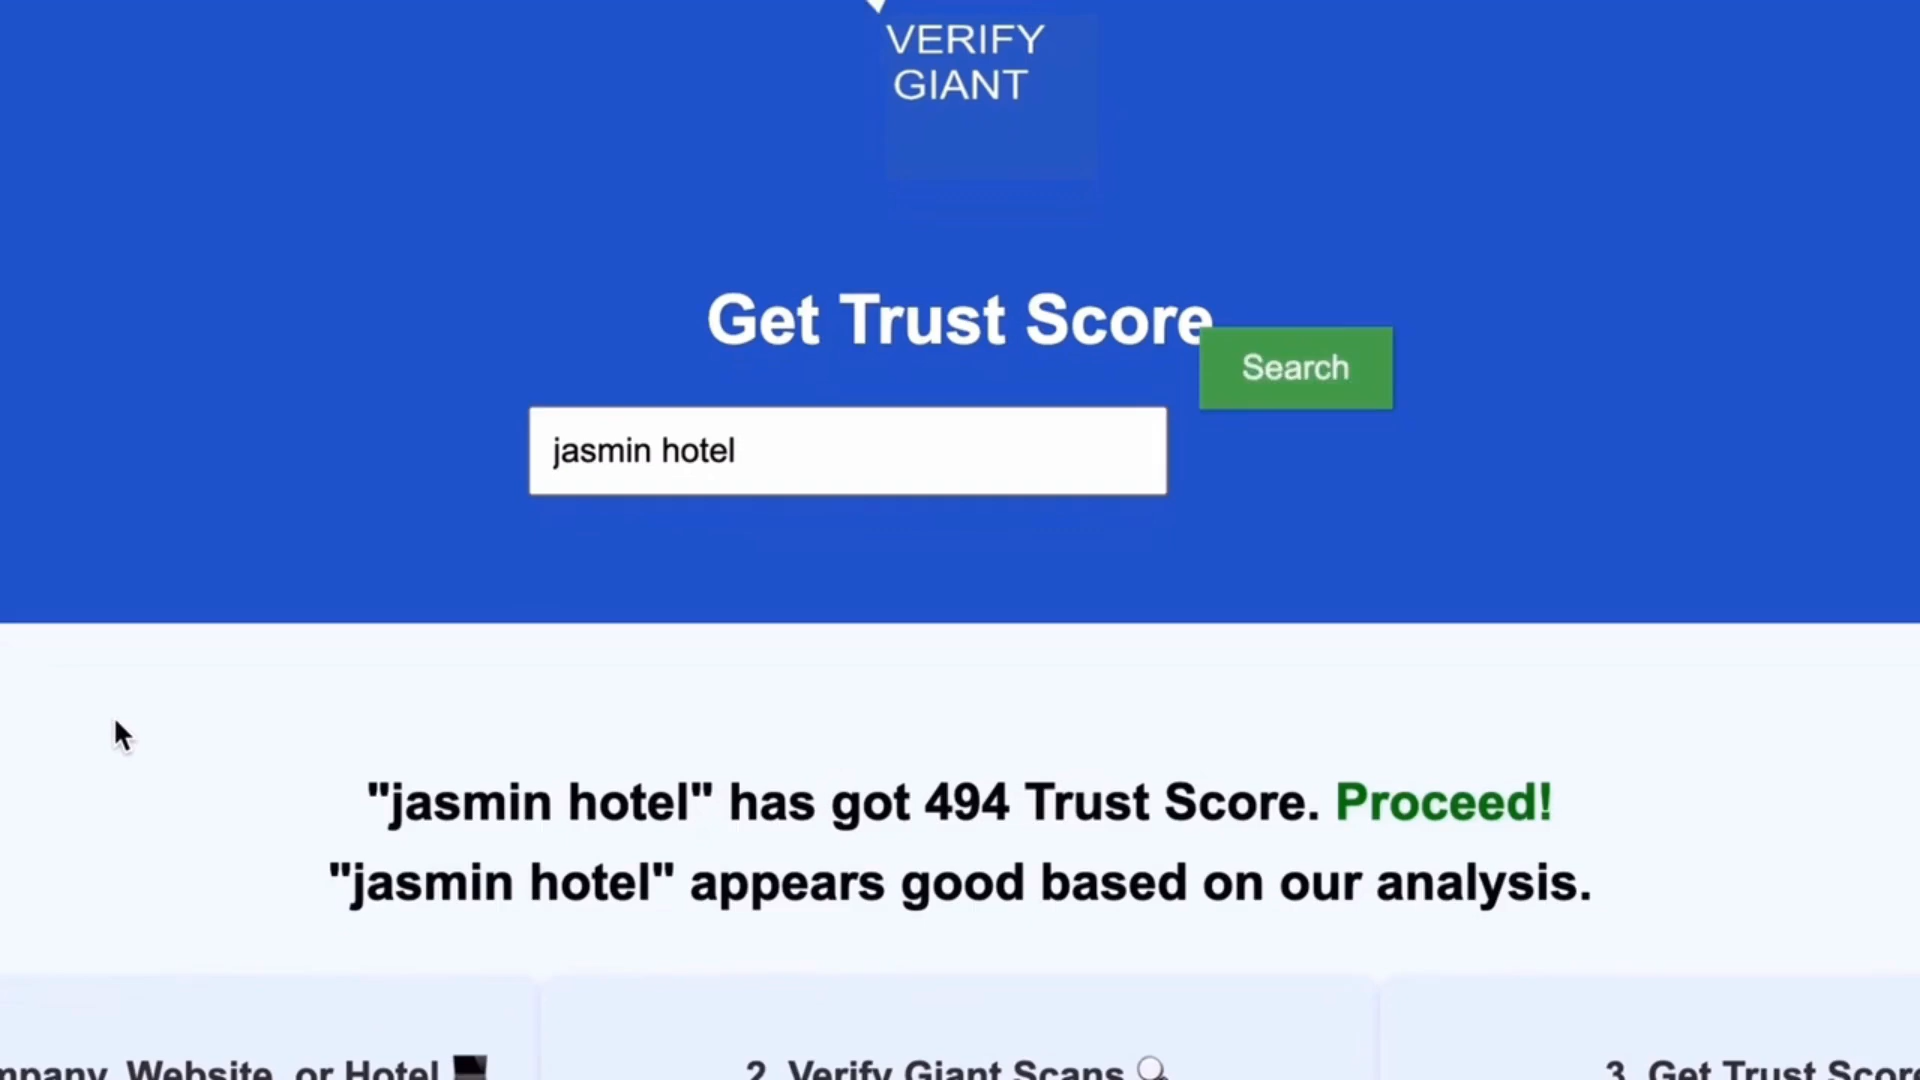 VERIFY
GIANT
Get Trust Score
Search
jasmin hotel
"jasmin hotel" has got 494 Trust Score. Proceed!
"jasmin hotel" appears good based on our analysis.
Website, or Hotel
2. Verify Giant Scans
3. Get Trust Score